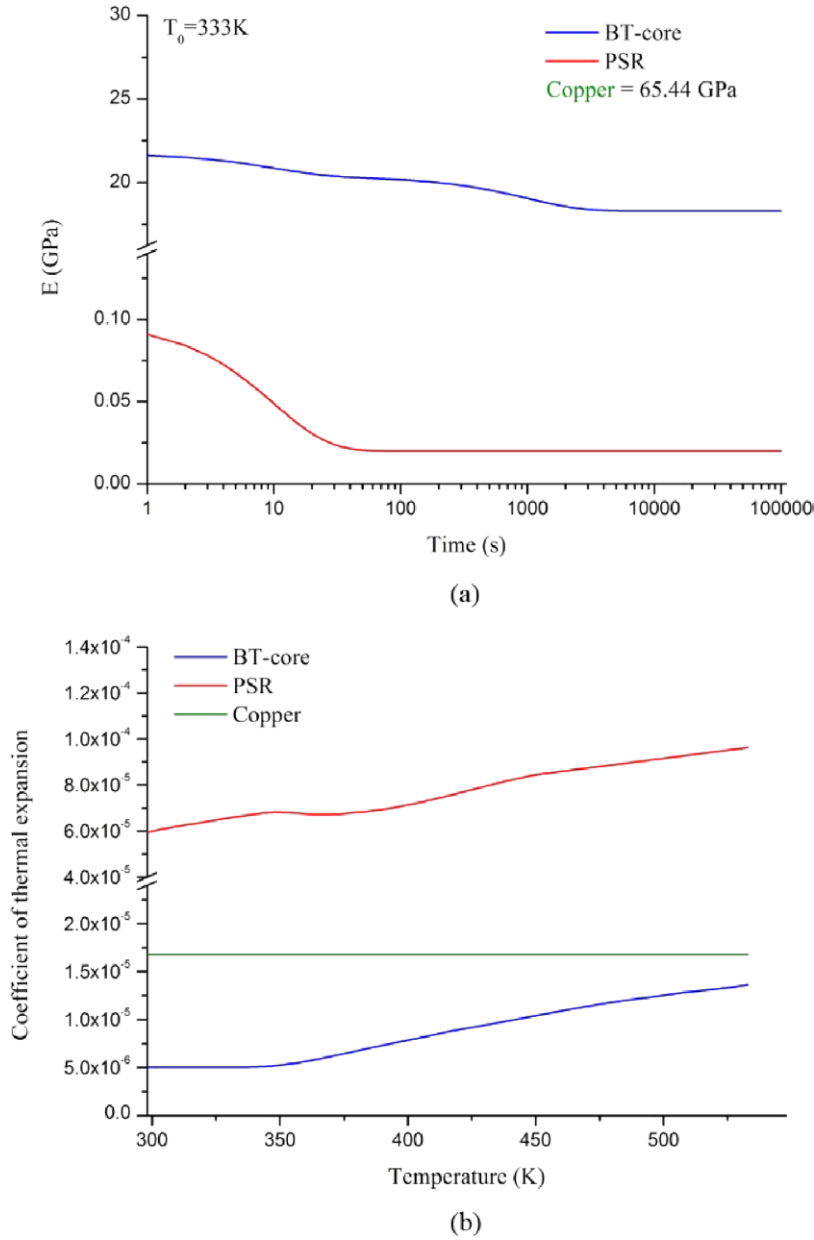 30
T₀=333K
BT-core
PSR
Copper = 65.44 GPa
25
20
E (GPa)
0.10
0.05
0.00
1
10
100
1000
10000
100000
Time (s)
(a)
1.4x10⁻⁴
BT-core
PSR
Copper
1.2x10⁻⁴
1.0x10⁻⁴
8.0x10⁻⁵
6.0x10⁻⁵
4.0x10⁻⁵
Coefficient of thermal expansion
2.0x10⁻⁵
1.5x10⁻⁵
1.0x10⁻⁵
5.0x10⁻⁶
0.0
300
350
400
450
500
Temperature (K)
(b)